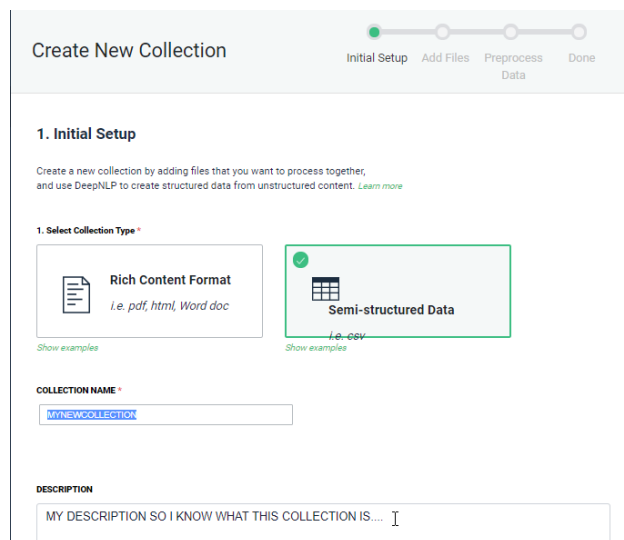 Create New Collection
Initial Setup
Add Files
Preprocess
Data
Done
1. Initial Setup
Create a new collection by adding files that you want to process together,
and use DeepNLP to create structured data from unstructured content. Learn more
1. Select Collection Type *
Rich Content Format
i.e. pdf, html, Word doc
Show examples
Semi-structured Data
i.e. csv
Show examples
COLLECTION NAME *
MYNEWCOLLECTION
DESCRIPTION
MY DESCRIPTION SO I KNOW WHAT THIS COLLECTION IS....